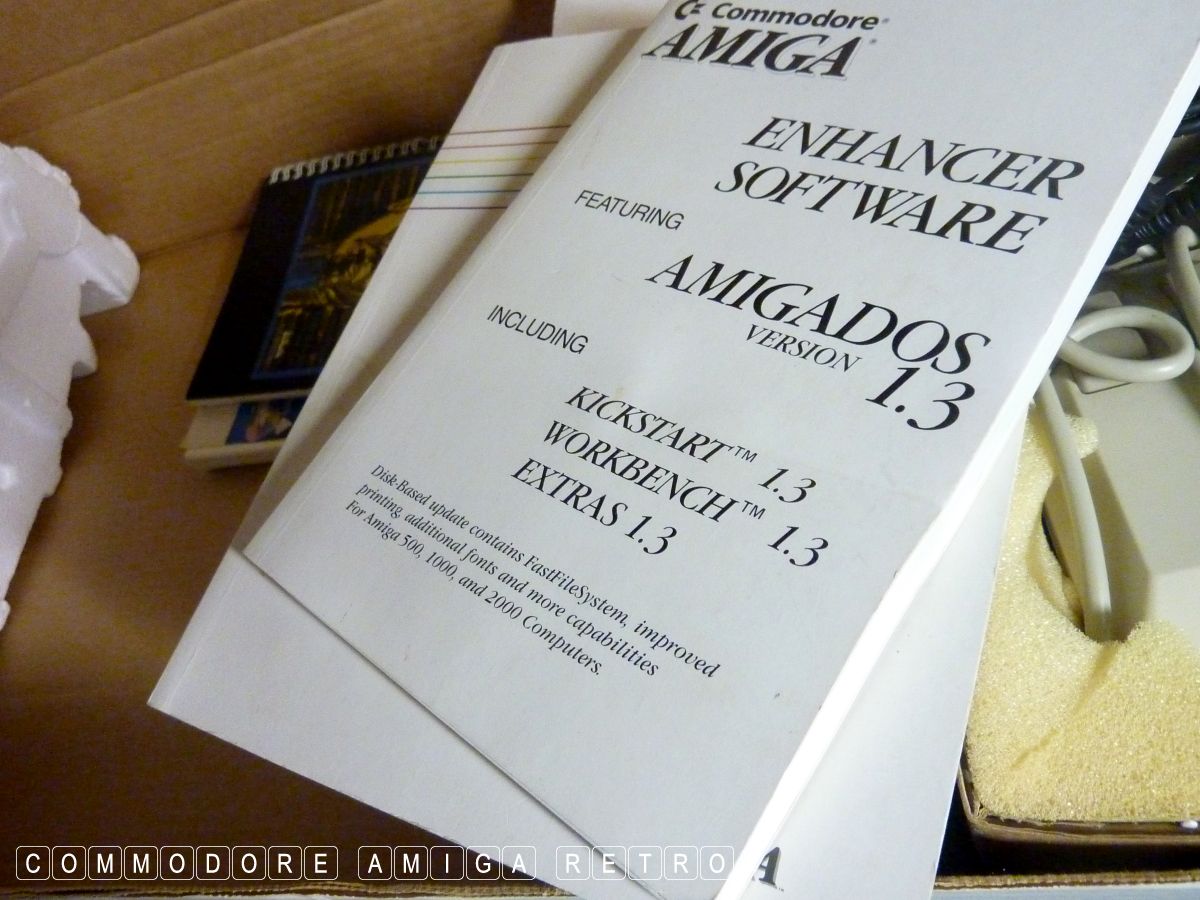 Commodore®
AMIGA®
ENHANCER
SOFTWARE
FEATURING
AMIGADOS
VERSION 1.3
INCLUDING
KICKSTART™ 1.3
WORKBENCH™ 1.3
EXTRAS 1.3
Disk-Based update contains FastFileSystem, improved
printing, additional fonts and more capabilities
For Amiga 500, 1000, and 2000 Computers.
A™
COMMODORE AMIGA RETRO